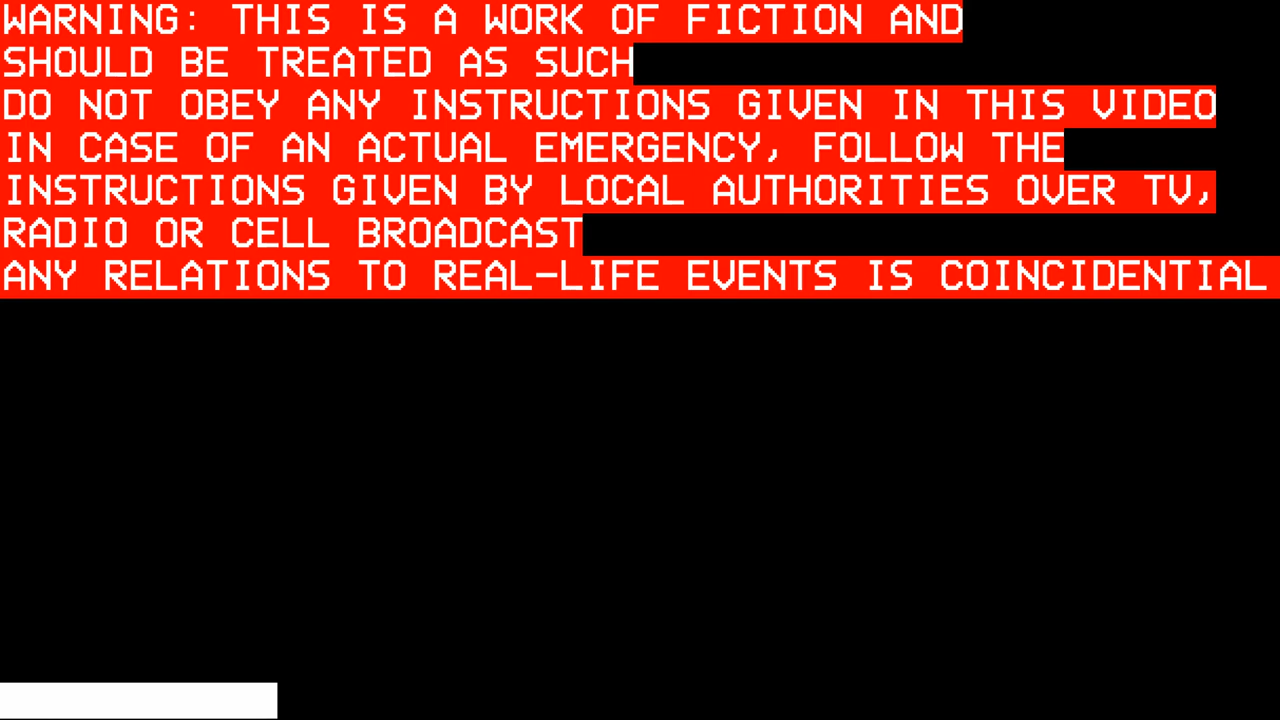 WARNING: THIS IS A WORK OF FICTION AND
SHOULD BE TREATED AS SUCH
DO NOT OBEY ANY INSTRUCTIONS GIVEN IN THIS VIDEO
IN CASE OF AN ACTUAL EMERGENCY, FOLLOW THE
INSTRUCTIONS GIVEN BY LOCAL AUTHORITIES OVER TV,
RADIO OR CELL BROADCAST
ANY RELATIONS TO REAL-LIFE EVENTS IS COINCIDENTIAL